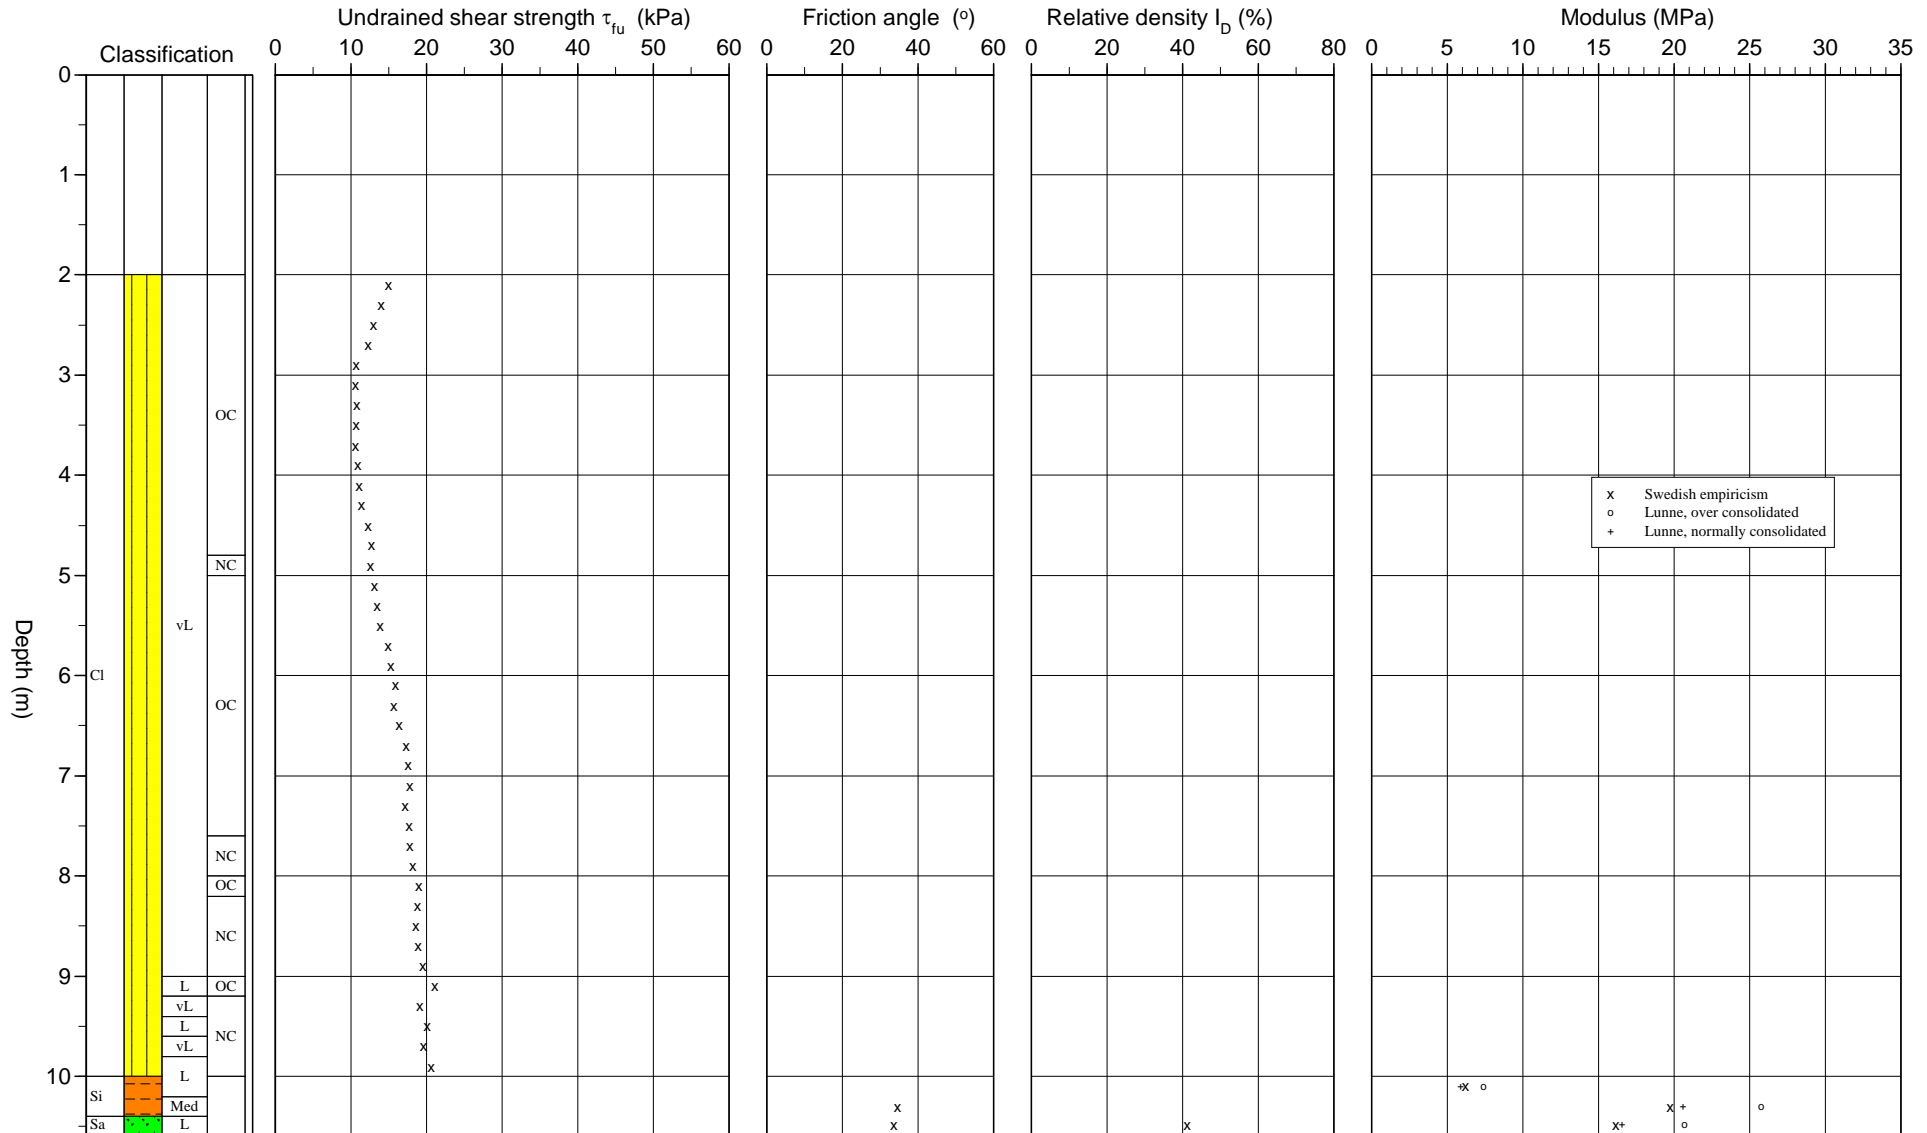 Undrained shear strength τfu (kPa) Friction angle (o) Relative density ID (%) Modulus (MPa)
Classification
0 10 20 30 40 50 60
0 20 40 60
0 20 40 60 80
0 5 10 15 20 25 30 35
Depth (m)
0
1
2
3
4
5
6
7
8
9
10
Cl
Si
Sa
vL
L
vL
L
vL
L
Med
L
OC
NC
OC
NC
OC
NC
OC
NC
x Swedish empiricism
o Lunne, over consolidated
+ Lunne, normally consolidated